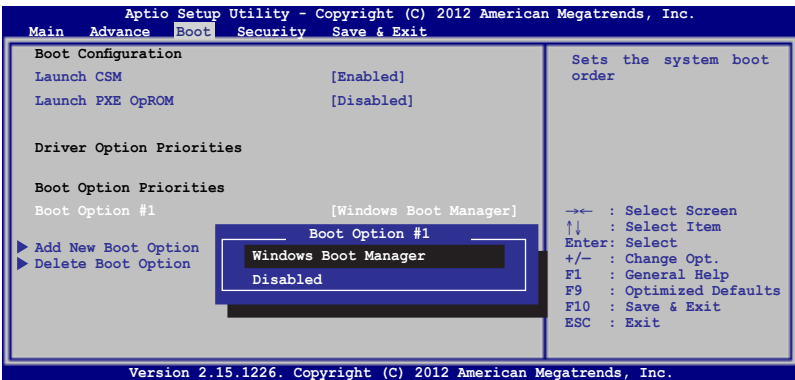 Aptio Setup Utility - Copyright (C) 2012 American Megatrends, Inc.
Main Advance Boot Security Save & Exit
Boot Configuration
Launch CSM [Enabled]
Launch PXE OpROM [Disabled]
Driver Option Priorities
Boot Option Priorities
Boot Option #1 [Windows Boot Manager]
Add New Boot Option
Delete Boot Option
Boot Option #1
Windows Boot Manager
Disabled
Sets the system boot
order
→← : Select Screen
↑↓ : Select Item
Enter: Select
+/— : Change Opt.
F1 : General Help
F9 : Optimized Defaults
F10 : Save & Exit
ESC : Exit
Version 2.15.1226. Copyright (C) 2012 American Megatrends, Inc.